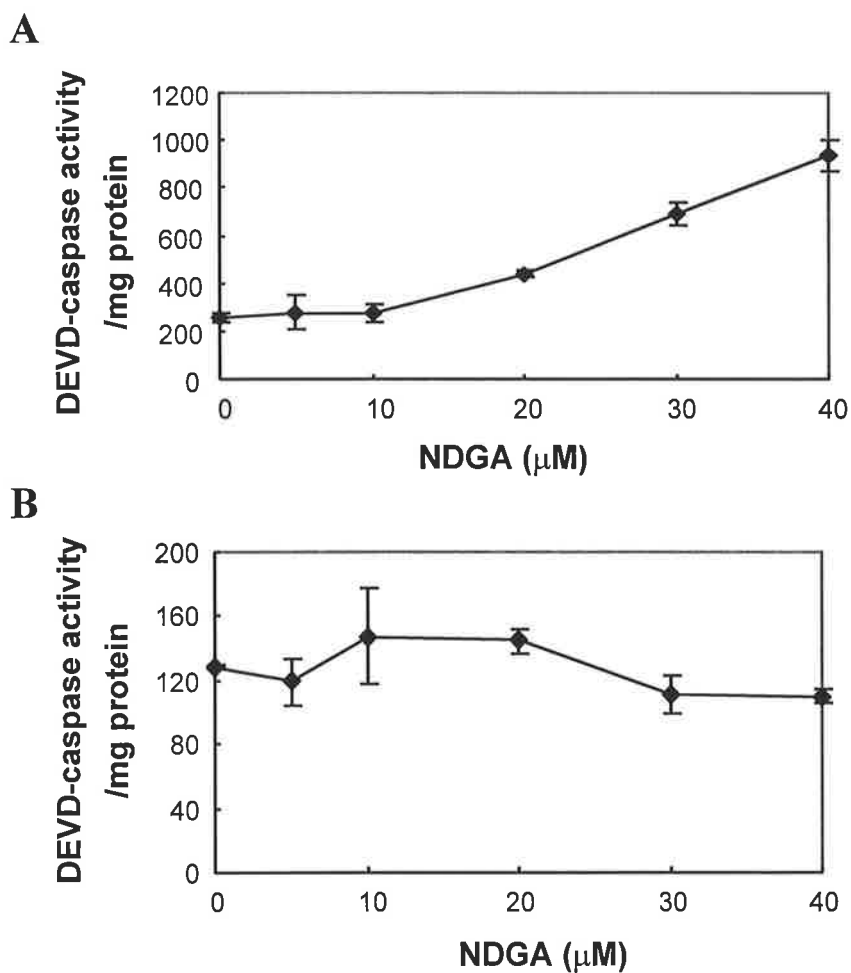 A
DEVD-caspase activity
/mg protein
1200
1000
800
600
400
200
0
0 10 20 30 40
NDGA (μM)
B
DEVD-caspase activity
/mg protein
200
160
120
80
40
0
0 10 20 30 40
NDGA (μM)